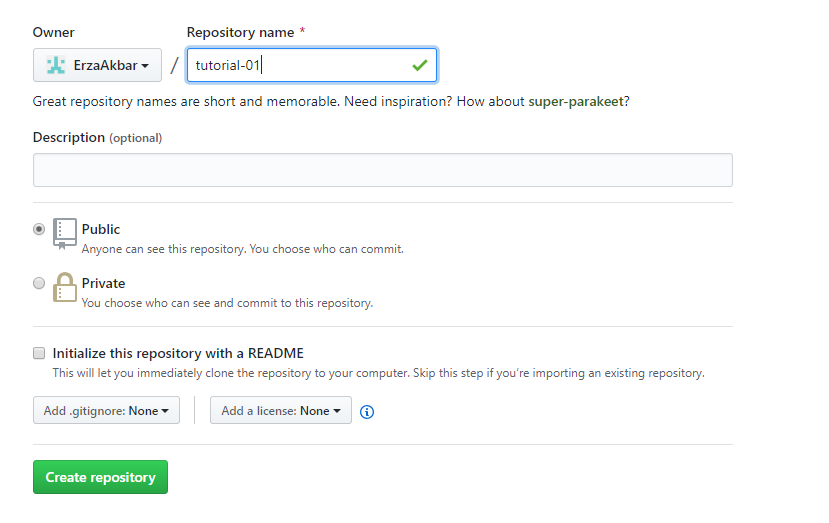 Owner Repository name *
ErzaAkbar / tutorial-01
Great repository names are short and memorable. Need inspiration? How about super-parakeet?
Description (optional)
Public
Anyone can see this repository. You choose who can commit.
Private
You choose who can see and commit to this repository.
Initialize this repository with a README
This will let you immediately clone the repository to your computer. Skip this step if you’re importing an existing repository.
Add .gitignore: None Add a license: None
Create repository